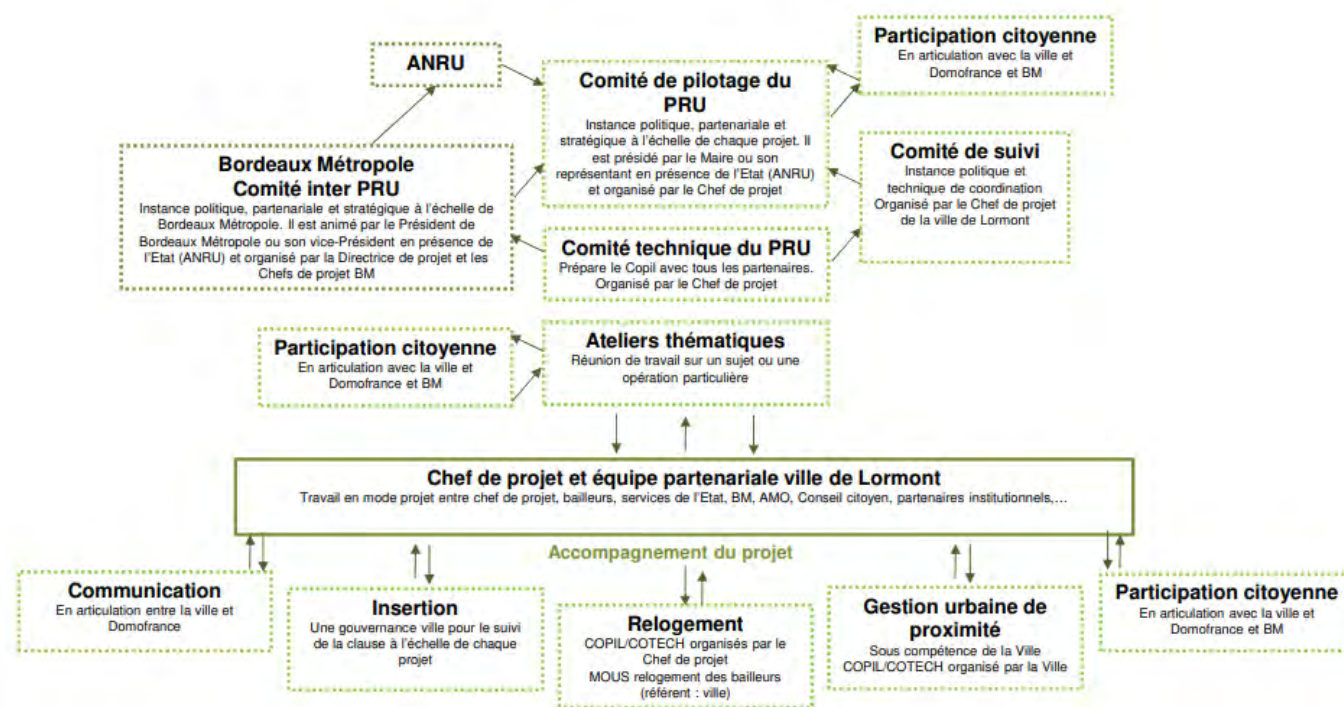 ANRU
Comité de pilotage du
PRU
Instance politique, partenariale et
stratégique à l'échelle de chaque projet. Il
est présidé par le Maire ou son
représentant en présence de l'Etat (ANRU)
et organisé par le Chef de projet
Participation citoyenne
En articulation avec la ville et
Domofrance et BM
Bordeaux Métropole
Comité inter PRU
Instance politique, partenariale et stratégique à l'échelle de
Bordeaux Métropole. Il est animé par le Président de
Bordeaux Métropole ou son vice-Président en présence de
l'Etat (ANRU) et organisé par la Directrice de projet et les
Chefs de projet BM
Comité de suivi
Instance politique et
technique de coordination
Organisé par le Chef de projet
de la ville de Lormont
Comité technique du PRU
Prépare le Copil avec tous les partenaires.
Organisé par le Chef de projet
Participation citoyenne
En articulation avec la ville et
Domofrance et BM
Ateliers thématiques
Réunion de travail sur un sujet ou une
opération particulière
Chef de projet et équipe partenariale ville de Lormont
Travail en mode projet entre chef de projet, bailleurs, services de l'Etat, BM, AMO, Conseil citoyen, partenaires institutionnels,…
Accompagnement du projet
Communication
En articulation entre la ville et
Domofrance
Insertion
Une gouvernance ville pour le suivi
de la clause à l'échelle de chaque
projet
Relogement
COPIL/COTECH organisés par le
Chef de projet
MOUS relogement des bailleurs
(référent : ville)
Gestion urbaine de
proximité
Sous compétence de la Ville
COPIL/COTECH organisé par la Ville
Participation citoyenne
En articulation avec la ville et
Domofrance et BM